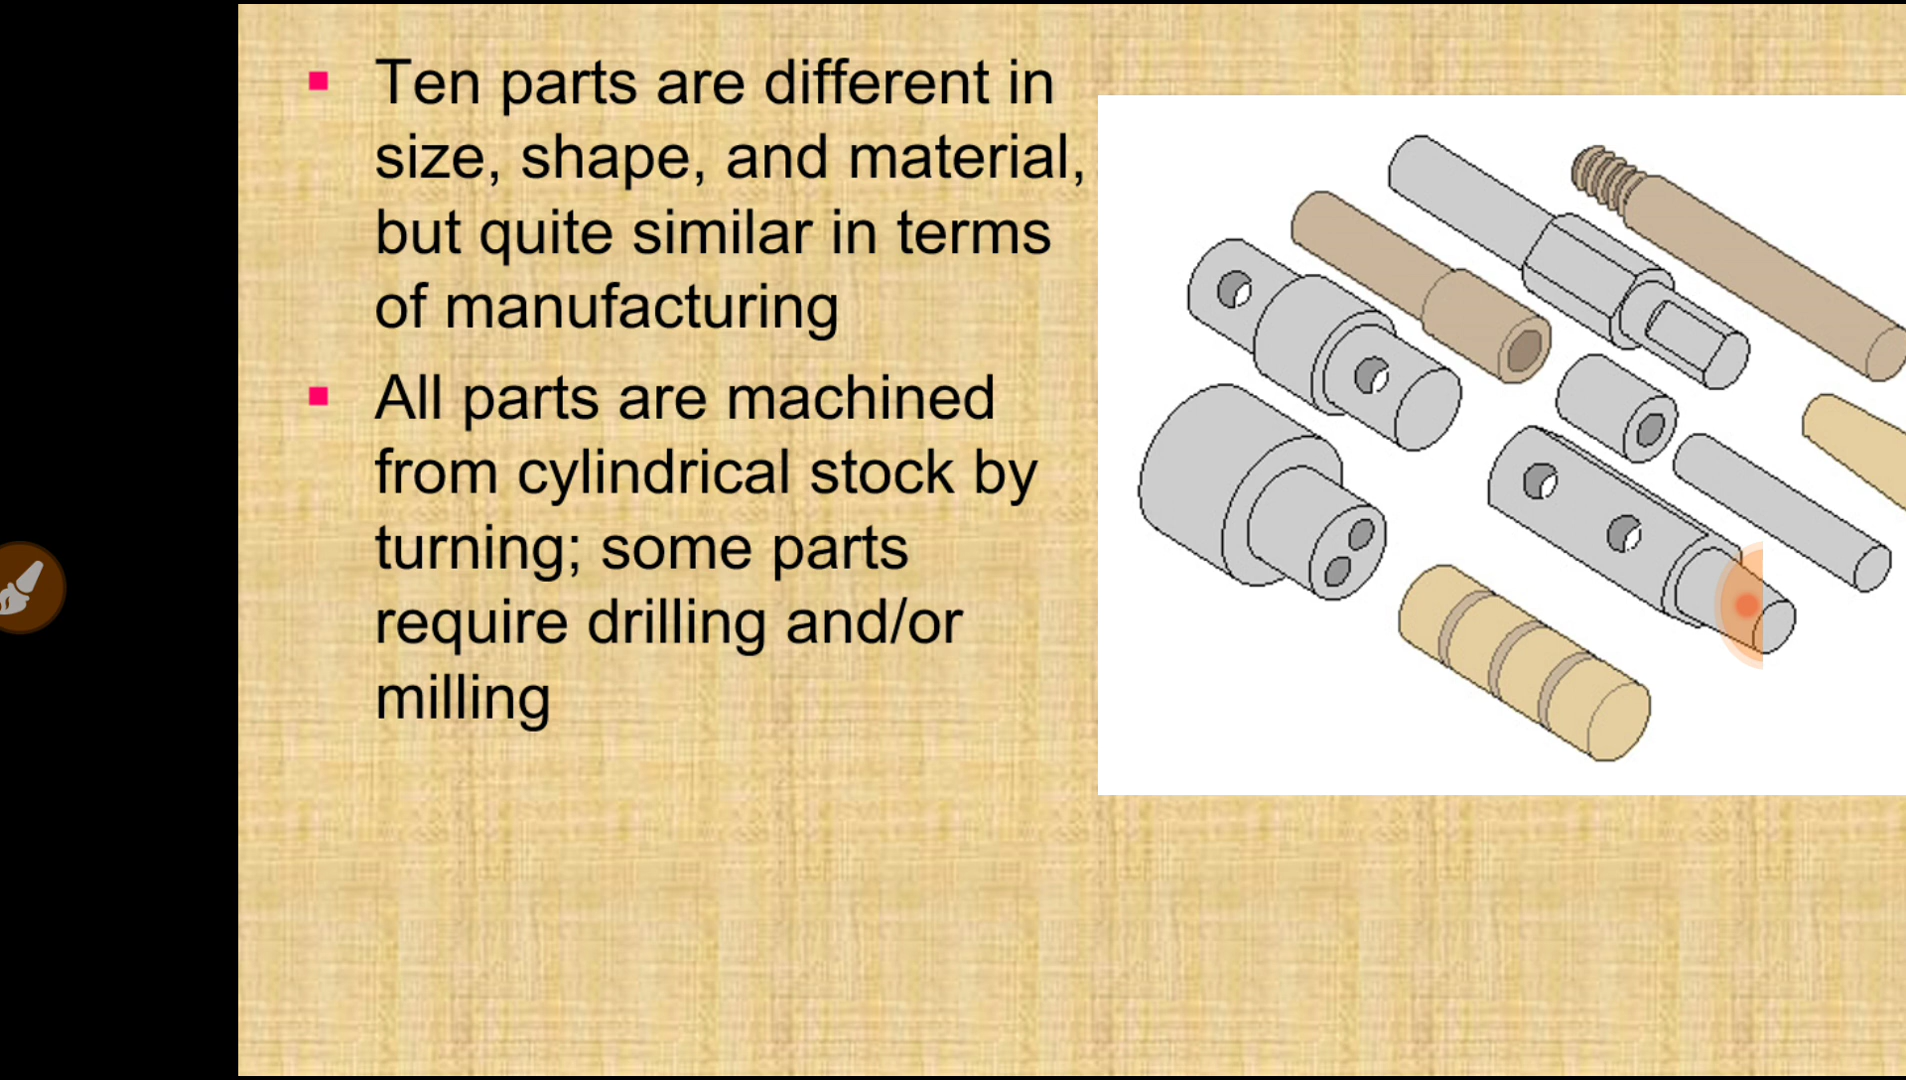 Ten parts are different in
size, shape, and material,
but quite similar in terms
of manufacturing
All parts are machined
from cylindrical stock by
turning; some parts
require drilling and/or
milling